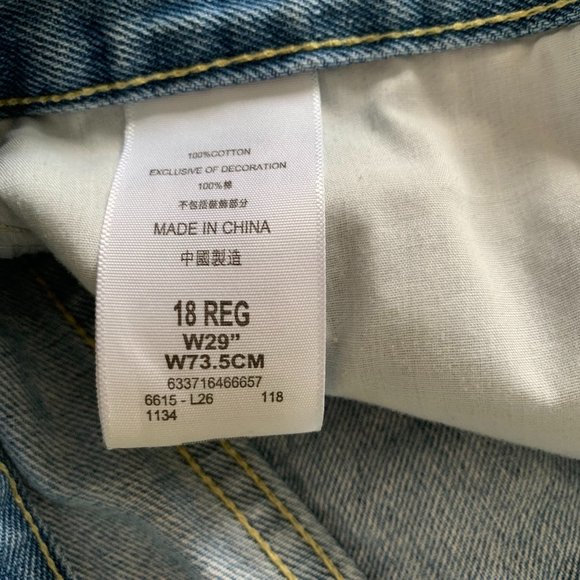 100%COTTON
EXCLUSIVE OF DECORATION
100%棉
不包括裝飾部分
MADE IN CHINA
中國製造
18 REG
W29”
W73.5CM
633716466657
6615 - L26 118
1134